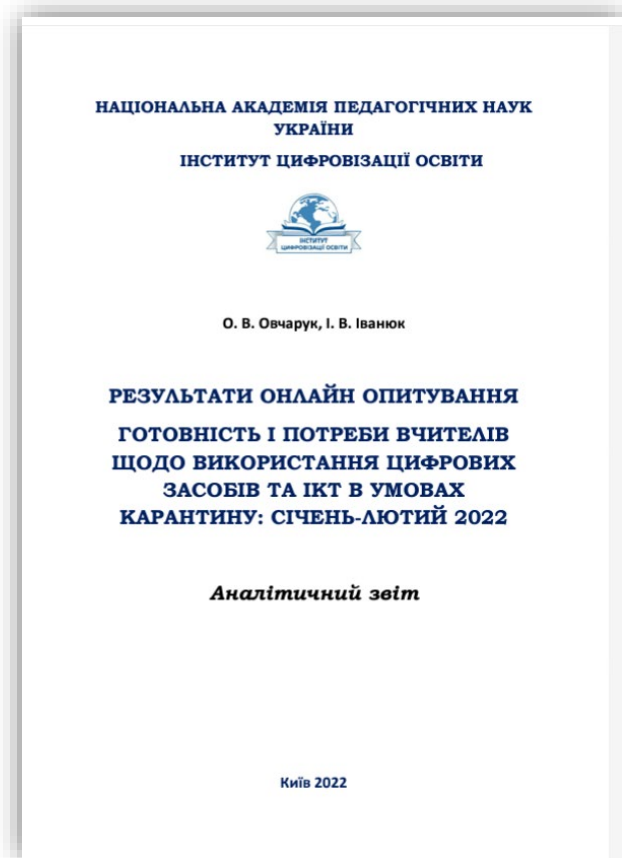 НАЦІОНАЛЬНА АКАДЕМІЯ ПЕДАГОГІЧНИХ НАУК
УКРАЇНИ
ІНСТИТУТ ЦИФРОВІЗАЦІЇ ОСВІТИ
ІНСТИТУТ
ЦИФРОВІЗАЦІЇ ОСВІТИ
О. В. Овчарук, І. В. Іванюк
РЕЗУЛЬТАТИ ОНЛАЙН ОПИТУВАННЯ
ГОТОВНІСТЬ І ПОТРЕБИ ВЧИТЕЛІВ
ЩОДО ВИКОРИСТАННЯ ЦИФРОВИХ
ЗАСОБІВ ТА ІКТ В УМОВАХ
КАРАНТИНУ: СІЧЕНЬ-ЛЮТИЙ 2022
Аналітичний звіт
Київ 2022